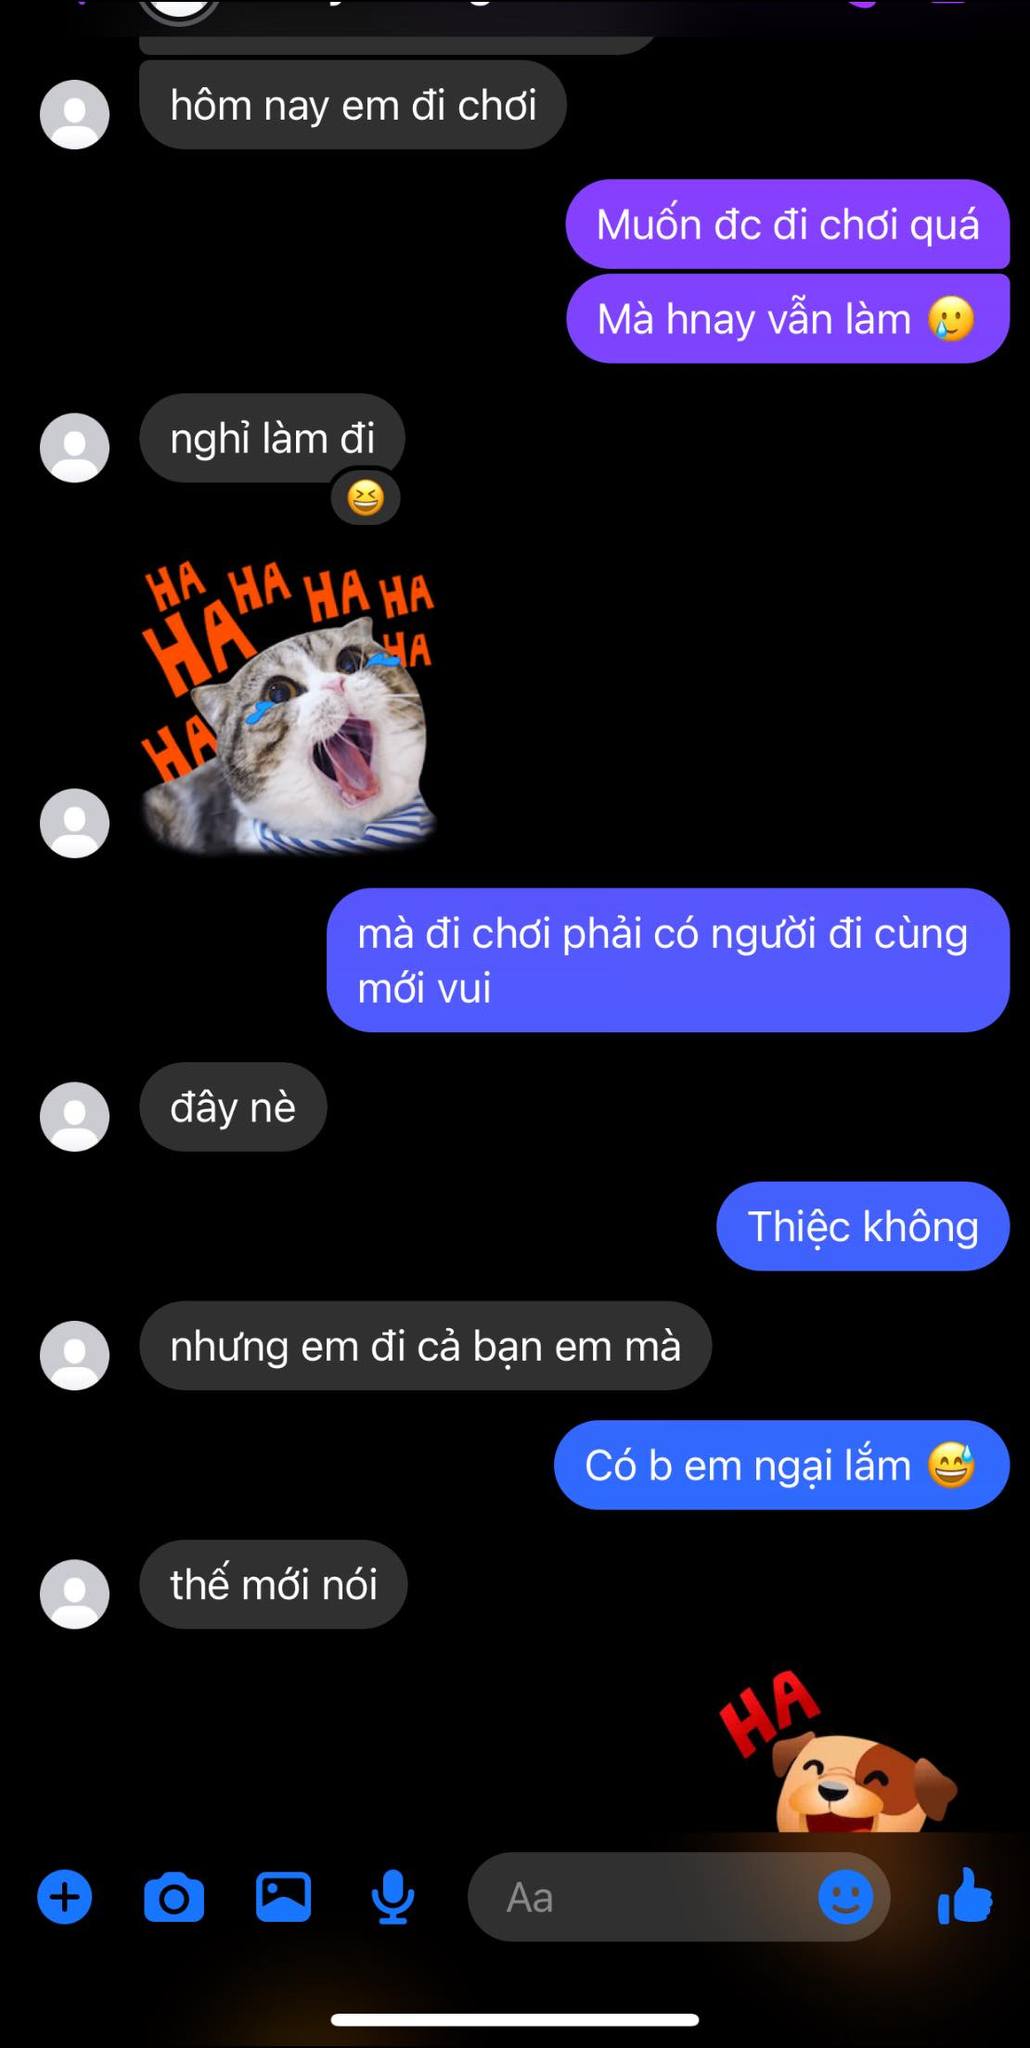 hôm nay em đi chơi
Muốn đc đi chơi quá
Mà hnay vẫn làm 🥲
nghỉ làm đi
😆
HA HA HA HA
HA HA
HA
mà đi chơi phải có người đi cùng
mới vui
đây nè
Thiệc không
nhưng em đi cả bạn em mà
Có b em ngại lắm 😅
thế mới nói
HA
Aa